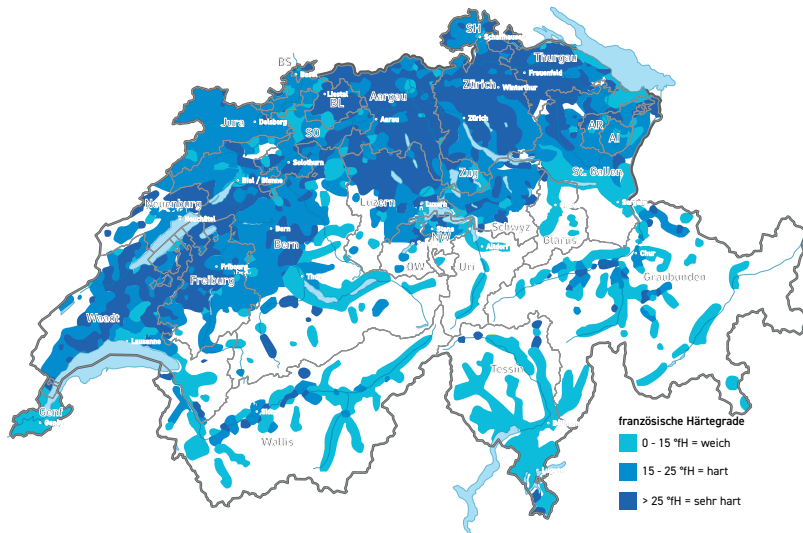 SH
BS
Thurgau
Frauenfeld
Zürich
Winterthur
Liestal
BL
Aargau
Jura
Delsberg
Aarau
Zürich
SO
AR
AI
Solothurn
Biel / Bienne
Zug
St. Gallen
Neuenburg
Neuchâtel
Luzern
Luzern
Schwyz
Glarus
Bern
Bern
Stans
NW
Altdorf
Chur
OW
Uri
Fribourg
Freiburg
Graubünden
Waadt
Lausanne
Tessin
Genf
Wallis
französische Härtegrade
0 - 15 °fH = weich
15 - 25 °fH = hart
> 25 °fH = sehr hart